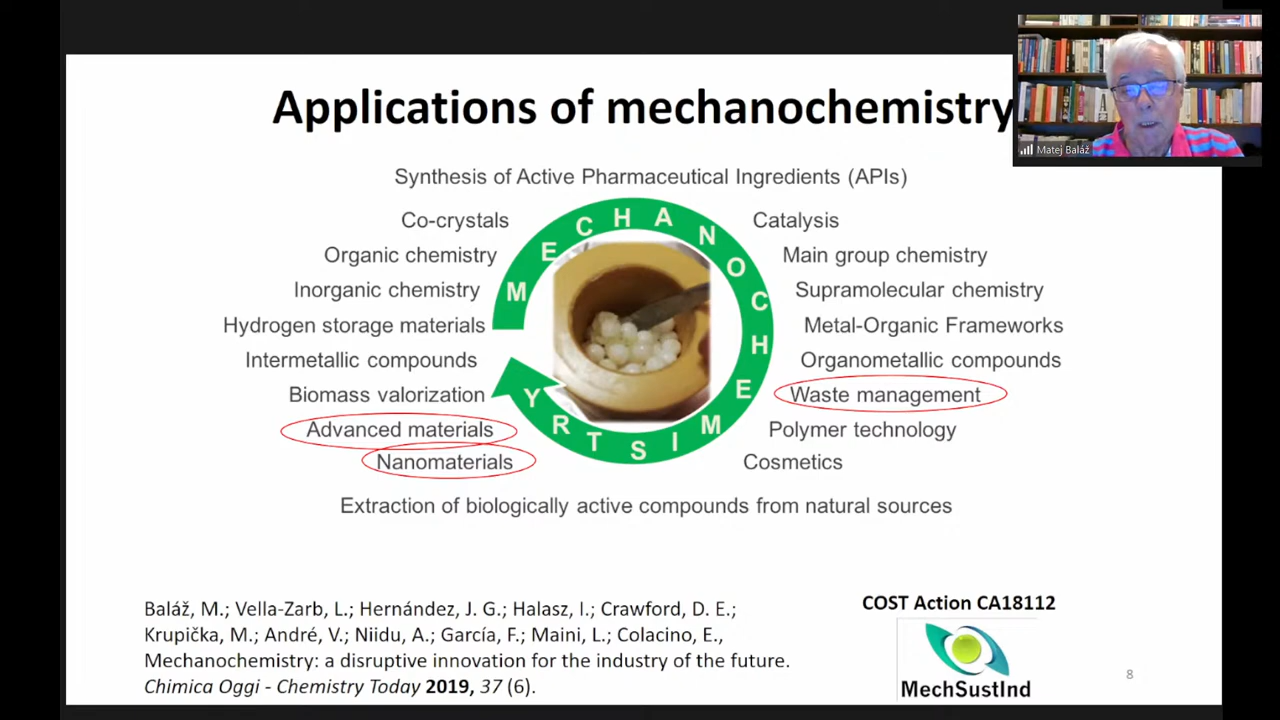 Applications of mechanochemistry
Matej Baláž
Synthesis of Active Pharmaceutical Ingredients (APIs)
Co-crystals
Organic chemistry
Inorganic chemistry
Hydrogen storage materials
Intermetallic compounds
Biomass valorization
Advanced materials
Nanomaterials
MECHANOCHEMISTRY
Catalysis
Main group chemistry
Supramolecular chemistry
Metal-Organic Frameworks
Organometallic compounds
Waste management
Polymer technology
Cosmetics
Extraction of biologically active compounds from natural sources
Baláž, M.; Vella-Zarb, L.; Hernández, J. G.; Halasz, I.; Crawford, D. E.;
Krupička, M.; André, V.; Niidu, A.; García, F.; Maini, L.; Colacino, E.,
Mechanochemistry: a disruptive innovation for the industry of the future.
Chimica Oggi - Chemistry Today 2019, 37 (6).
COST Action CA18112
MechSustInd
8